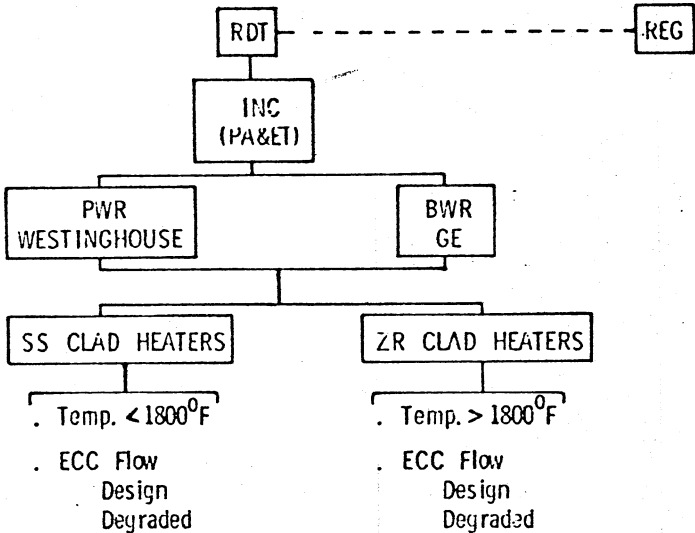 RDT
REG
INC
(PA&ET)
PWR
WESTINGHOUSE
BWR
GE
SS CLAD HEATERS
ZR CLAD HEATERS
. Temp. < 1800°F
. ECC Flow
Design
Degraded
. Temp. > 1800°F
. ECC Flow
Design
Degraded